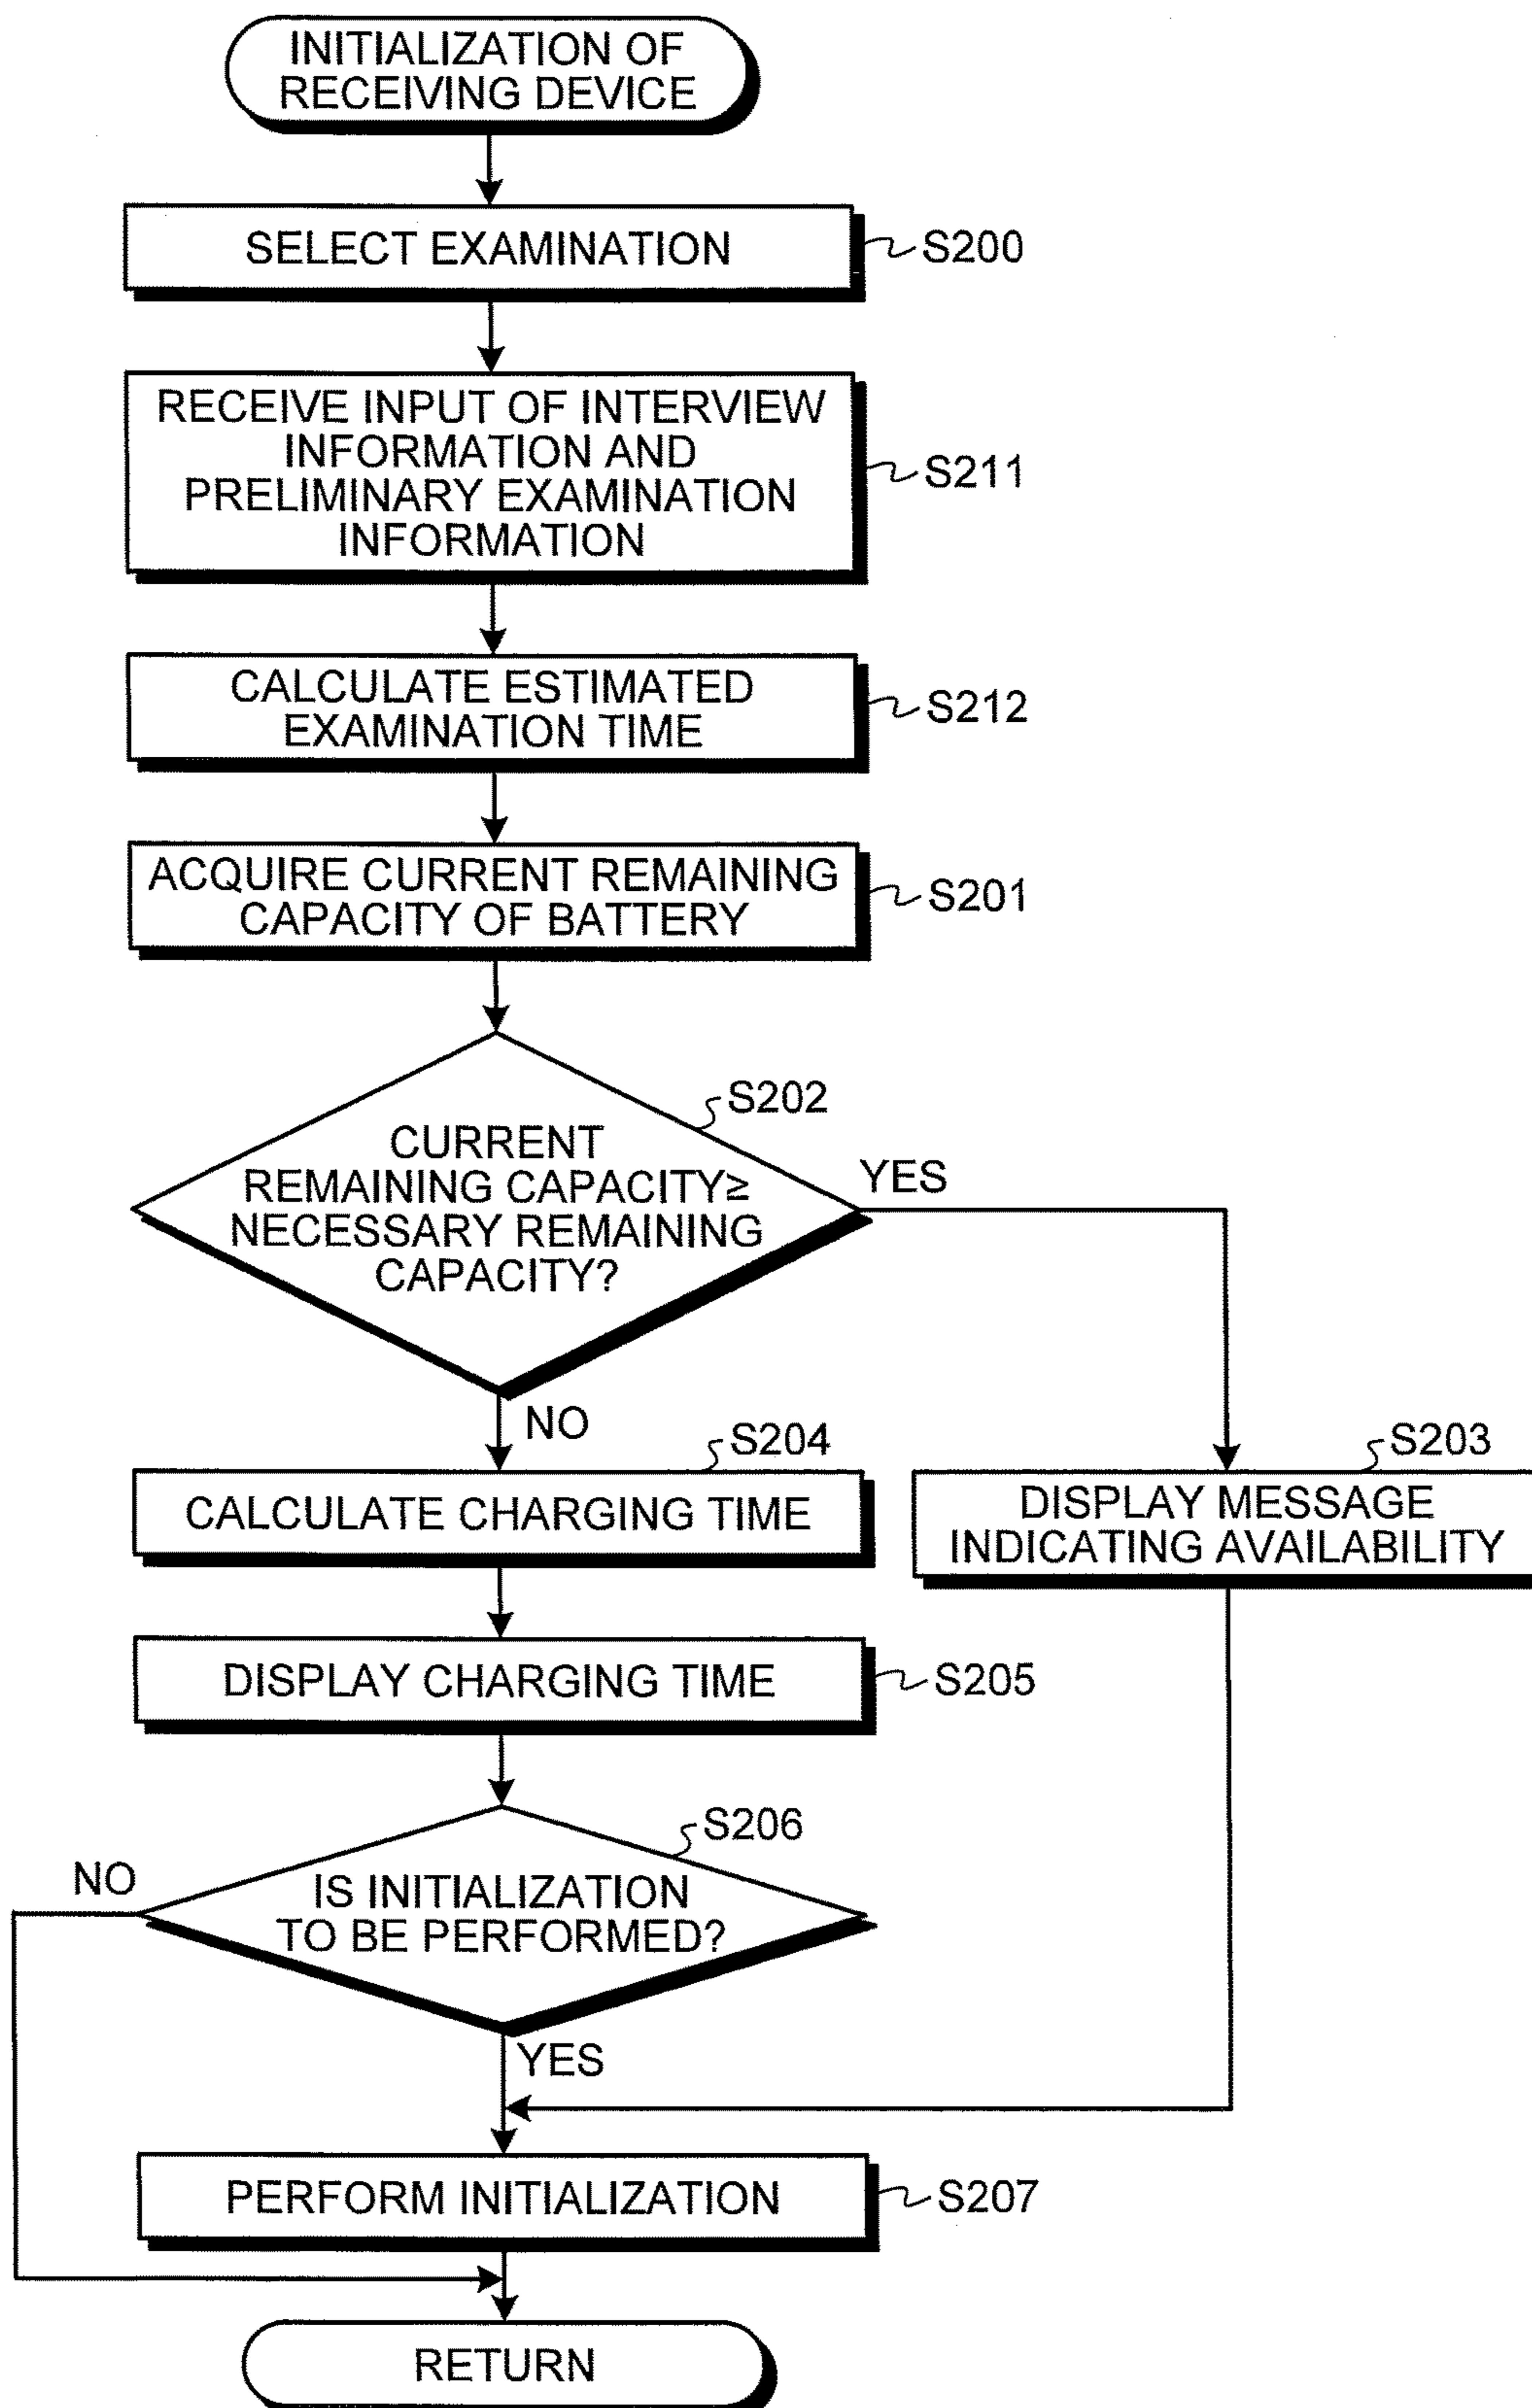 INITIALIZATION OF
RECEIVING DEVICE
SELECT EXAMINATION
S200
RECEIVE INPUT OF INTERVIEW
INFORMATION AND
PRELIMINARY EXAMINATION
INFORMATION
S211
CALCULATE ESTIMATED
EXAMINATION TIME
S212
ACQUIRE CURRENT REMAINING
CAPACITY OF BATTERY
S201
S202
CURRENT
REMAINING CAPACITY≥
NECESSARY REMAINING
CAPACITY?
YES
NO
S204
CALCULATE CHARGING TIME
S203
DISPLAY MESSAGE
INDICATING AVAILABILITY
DISPLAY CHARGING TIME
S205
S206
NO
IS INITIALIZATION
TO BE PERFORMED?
YES
PERFORM INITIALIZATION
S207
RETURN